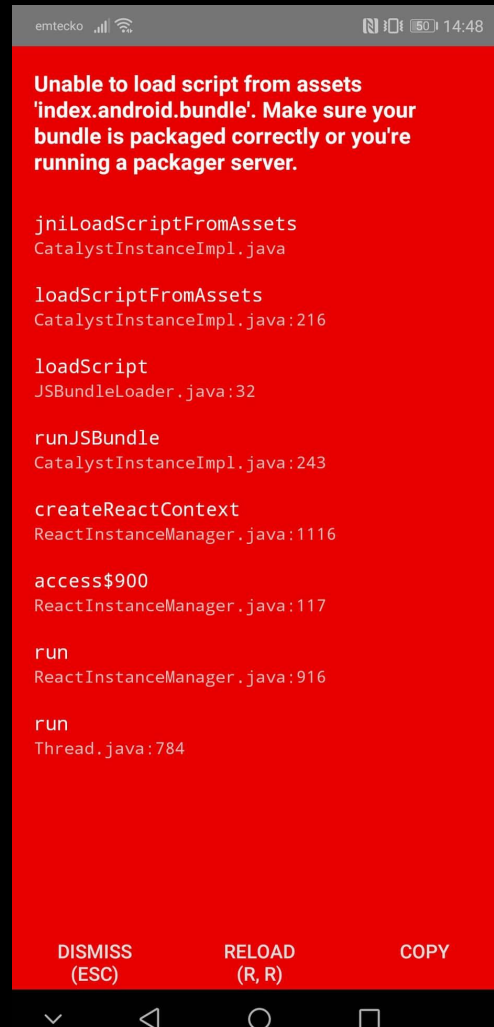 emtecko 50 14:48
Unable to load script from assets
'index.android.bundle'. Make sure your
bundle is packaged correctly or you're
running a packager server.
jniLoadScriptFromAssets
CatalystInstanceImpl.java
loadScriptFromAssets
CatalystInstanceImpl.java:216
loadScript
JSBundleLoader.java:32
runJSBundle
CatalystInstanceImpl.java:243
createReactContext
ReactInstanceManager.java:1116
access$900
ReactInstanceManager.java:117
run
ReactInstanceManager.java:916
run
Thread.java:784
DISMISS RELOAD COPY
(ESC) (R, R)